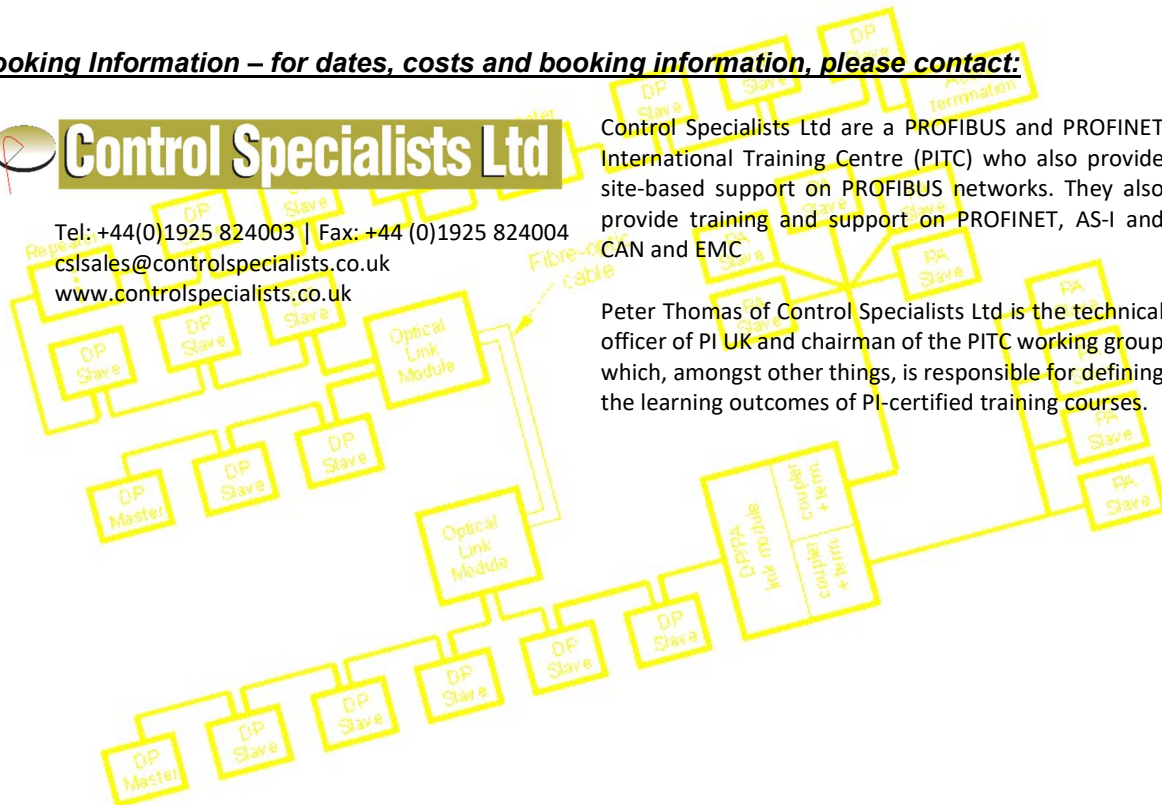 ooking Information – for dates, costs and booking information, please contact:
Control Specialists Ltd
Tel: +44(0)1925 824003 | Fax: +44 (0)1925 824004
cslsales@controlspecialists.co.uk
www.controlspecialists.co.uk
Control Specialists Ltd are a PROFIBUS and PROFINET
International Training Centre (PITC) who also provide
site-based support on PROFIBUS networks. They also
provide training and support on PROFINET, AS-I and
CAN and EMC
Peter Thomas of Control Specialists Ltd is the technical
officer of PI UK and chairman of the PITC working group
which, amongst other things, is responsible for defining
the learning outcomes of PI-certified training courses.
DP
Slave
DP
Slave
termination
DP
Slave
Slave
Fibre-optic
cable
DP
Slave
DP
Slave
Slave
Optical
Link
Module
PA
Slave
PA
Slave
PA
Slave
DP
Master
DP
Slave
DP
Slave
Optical
Link
Module
DP/PA
link module
coupler
+ term.
coupler
+ term.
DP
Master
DP
Slave
DP
Slave
DP
Slave
DP
Slave
DP
Slave